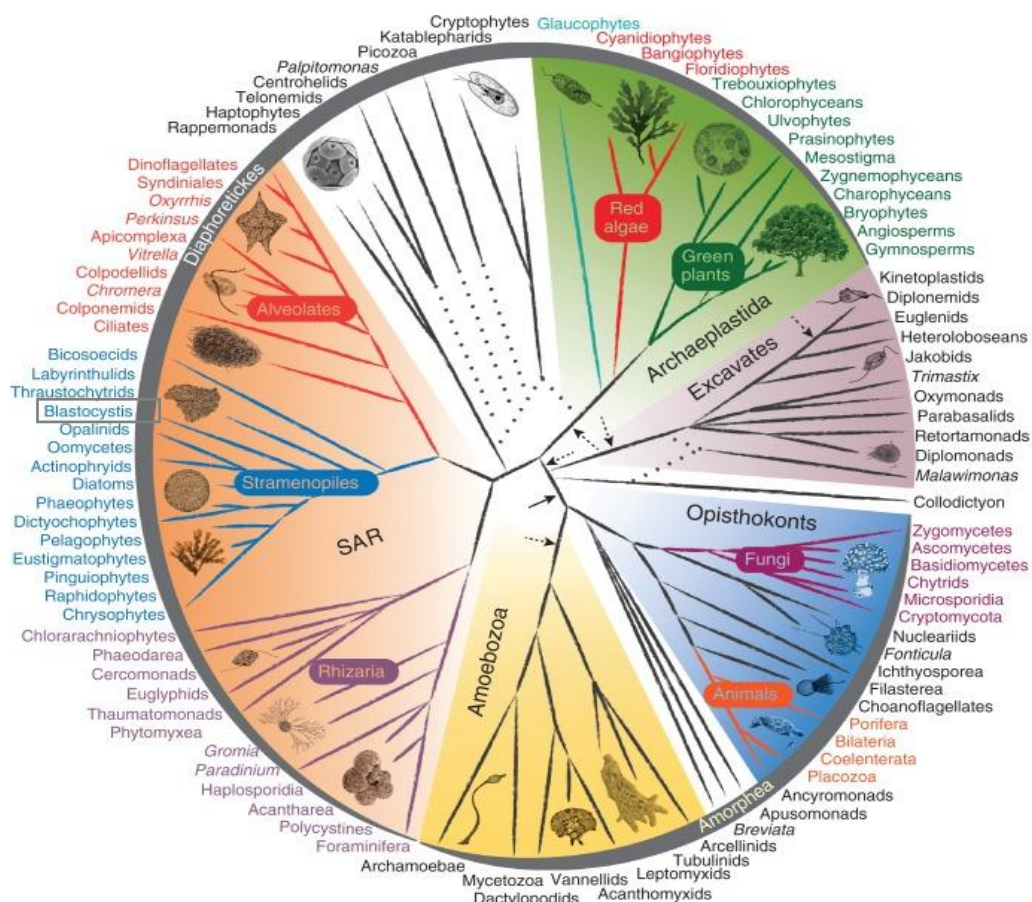 Cryptophytes
Katablepharids
Picozoa
Palpitomonas
Centrohelids
Telonemids
Haptophytes
Rappemonads
Glaucophytes
Cyanidiophytes
Bangiophytes
Floridiophytes
Trebouxiophytes
Chlorophyceans
Ulvophytes
Prasinophytes
Mesostigma
Zygnemophyceans
Charophyceans
Bryophytes
Angiosperms
Gymnosperms
Kinetoplastids
Diplonemids
Euglenids
Heteroloboseans
Jakobids
Trimastix
Oxymonads
Parabasalids
Retortamonads
Diplomonads
Malawimonas
Collodictyon
Zygomycetes
Ascomycetes
Basidiomycetes
Chytrids
Microsporidia
Cryptomycota
Nucleariids
Fonticula
Ichthyosporea
Filasterea
Choanoflagellates
Porifera
Bilateria
Coelenterata
Placozoa
Ancyromonads
Apusomonads
Breviata
Arcellinids
Tubulinids
Leptomyxids
Acanthomyxids
Vannellids
Dactylopodids
Mycetozoa
Archamoebae
Dinoflagellates
Syndiniales
Oxyrrhis
Perkinsus
Apicomplexa
Vitrella
Colpodellids
Chromera
Colponemids
Ciliates
Bicosoecids
Labyrinthulids
Thraustochytrids
Blastocystis
Opalinids
Oomycetes
Actinophryids
Diatoms
Phaeophytes
Dictyochophytes
Pelagophytes
Eustigmatophytes
Pinguiophytes
Raphidophytes
Chrysophytes
Chlorarachniophytes
Phaeodarea
Cercomonads
Euglyphids
Thaumatomonads
Phytomyxea
Gromia
Paradinium
Haplosporidia
Acantharea
Polycystines
Foraminifera
Diaphoretickes
Amorphea
Red
algae
Green
plants
Archaeplastida
Excavates
Alveolates
Stramenopiles
SAR
Rhizaria
Amoebozoa
Opisthokonts
Fungi
Animals